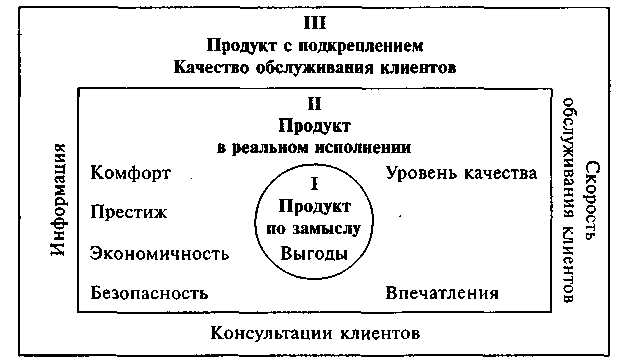 III
Продукт с подкреплением
Качество обслуживания клиентов
II
Продукт
в реальном исполнении
Комфорт
Уровень качества
Престиж
Экономичность
Безопасность
Впечатления
I
Продукт
по замыслу
Выгоды
Информация
Скорость
обслуживания клиентов
Консультации клиентов